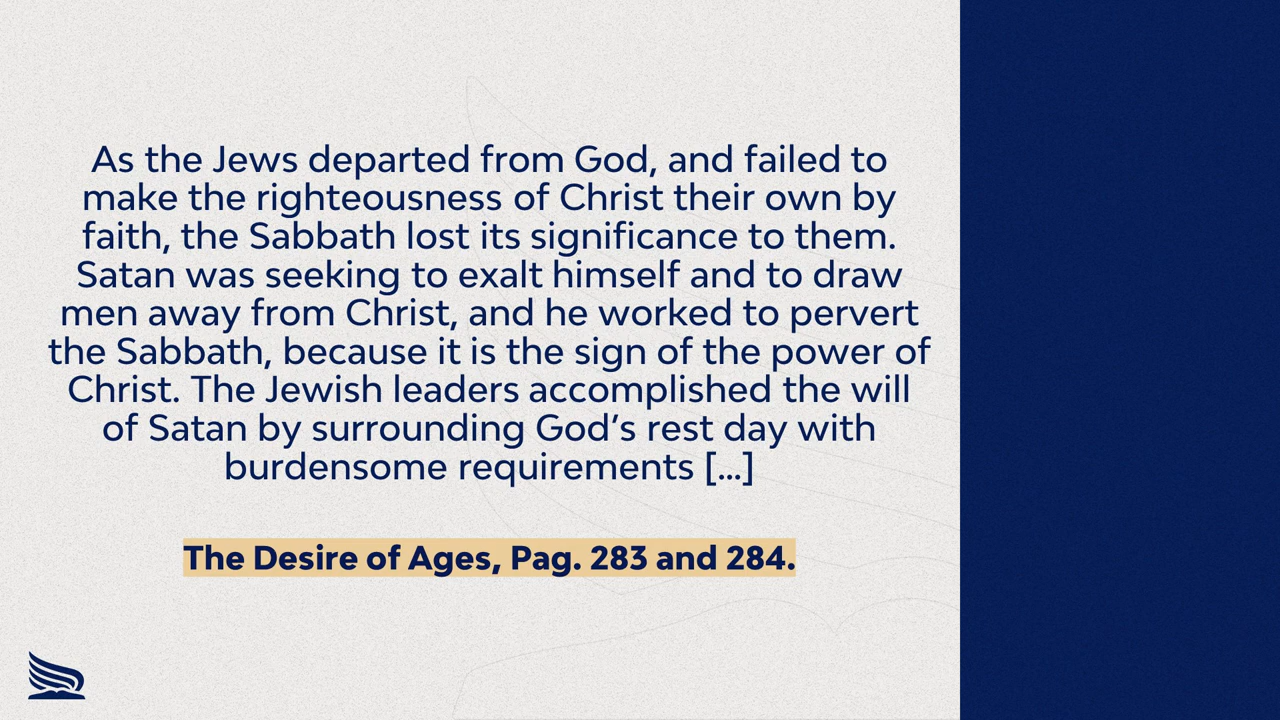 As the Jews departed from God, and failed to
make the righteousness of Christ their own by
faith, the Sabbath lost its significance to them.
Satan was seeking to exalt himself and to draw
men away from Christ, and he worked to pervert
the Sabbath, because it is the sign of the power of
Christ. The Jewish leaders accomplished the will
of Satan by surrounding God’s rest day with
burdensome requirements [...]
The Desire of Ages, Pag. 283 and 284.